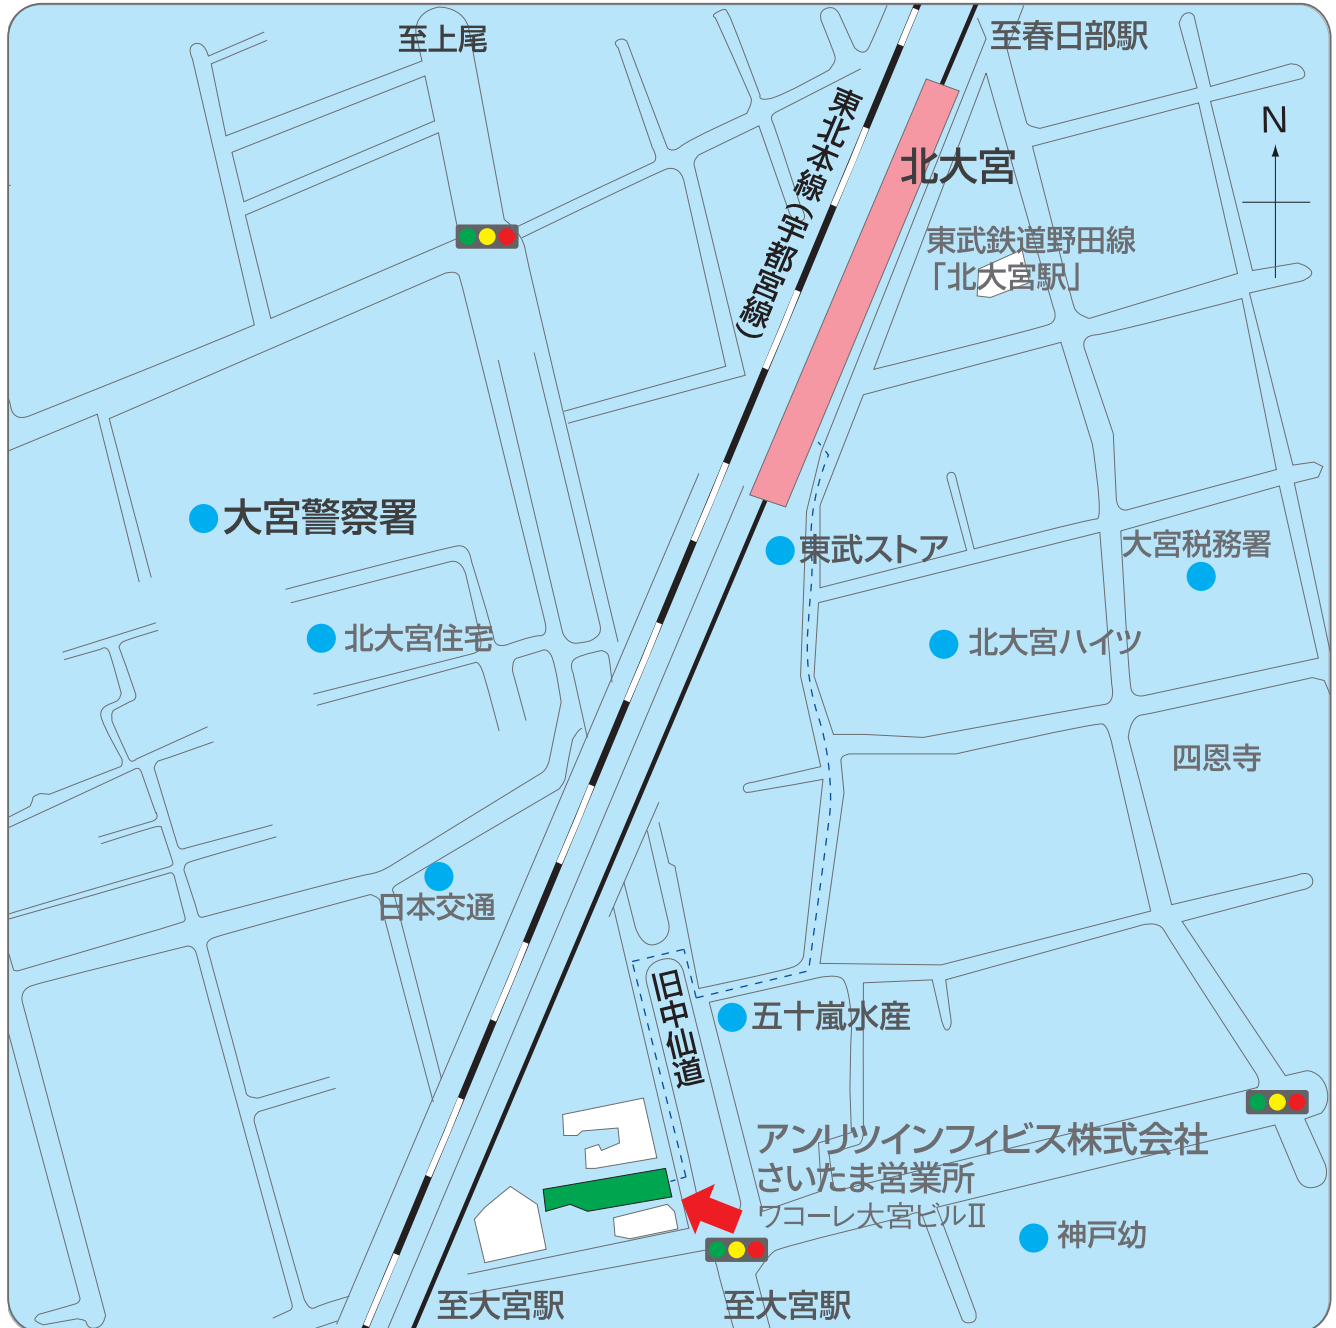 至上尾
至春日部駅
N
東北本線(宇都宮線)
北大宮
東武鉄道野田線
「北大宮駅」
大宮警察署
東武ストア
大宮税務署
北大宮住宅
北大宮ハイツ
四恩寺
日本交通
旧中仙道
五十嵐水産
アンリツインフィビス株式会社
さいたま営業所
ワコーレ大宮ビルⅡ
神戸幼
至大宮駅
至大宮駅